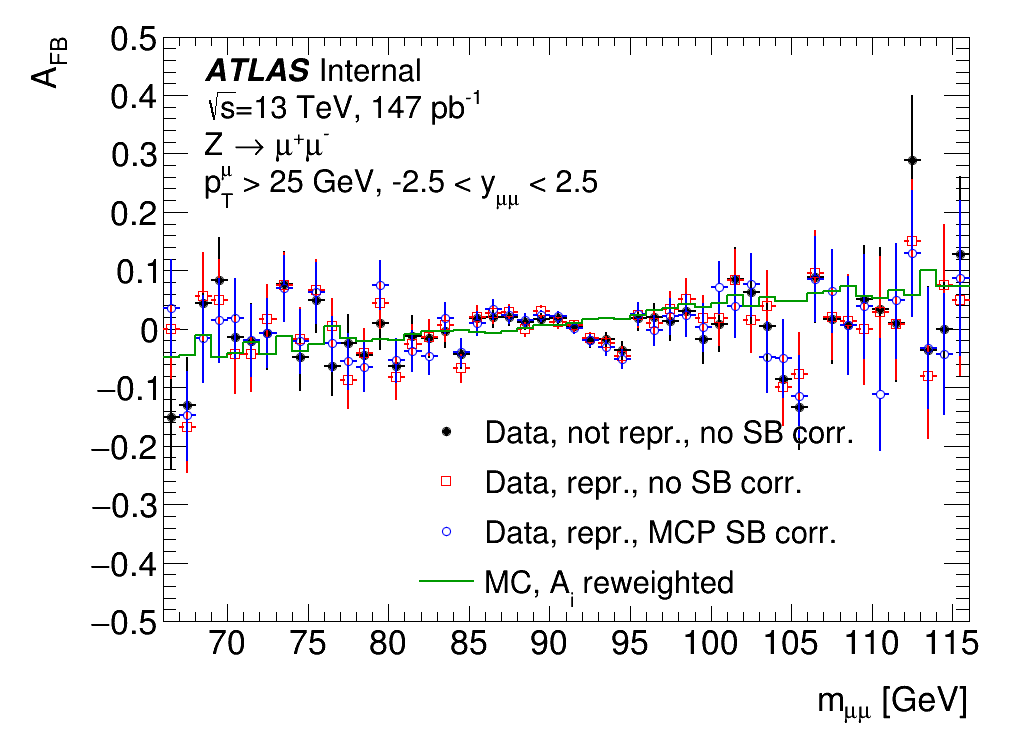 A_FB
0.5
0.4
0.3
0.2
0.1
0
−0.1
−0.2
−0.3
−0.4
−0.5
ATLAS Internal
√s=13 TeV, 147 pb⁻¹
Z → μ⁺μ⁻
p_T^μ > 25 GeV, -2.5 < y_μμ < 2.5
Data, not repr., no SB corr.
Data, repr., no SB corr.
Data, repr., MCP SB corr.
MC, A_i reweighted
70 75 80 85 90 95 100 105 110 115
m_μμ [GeV]